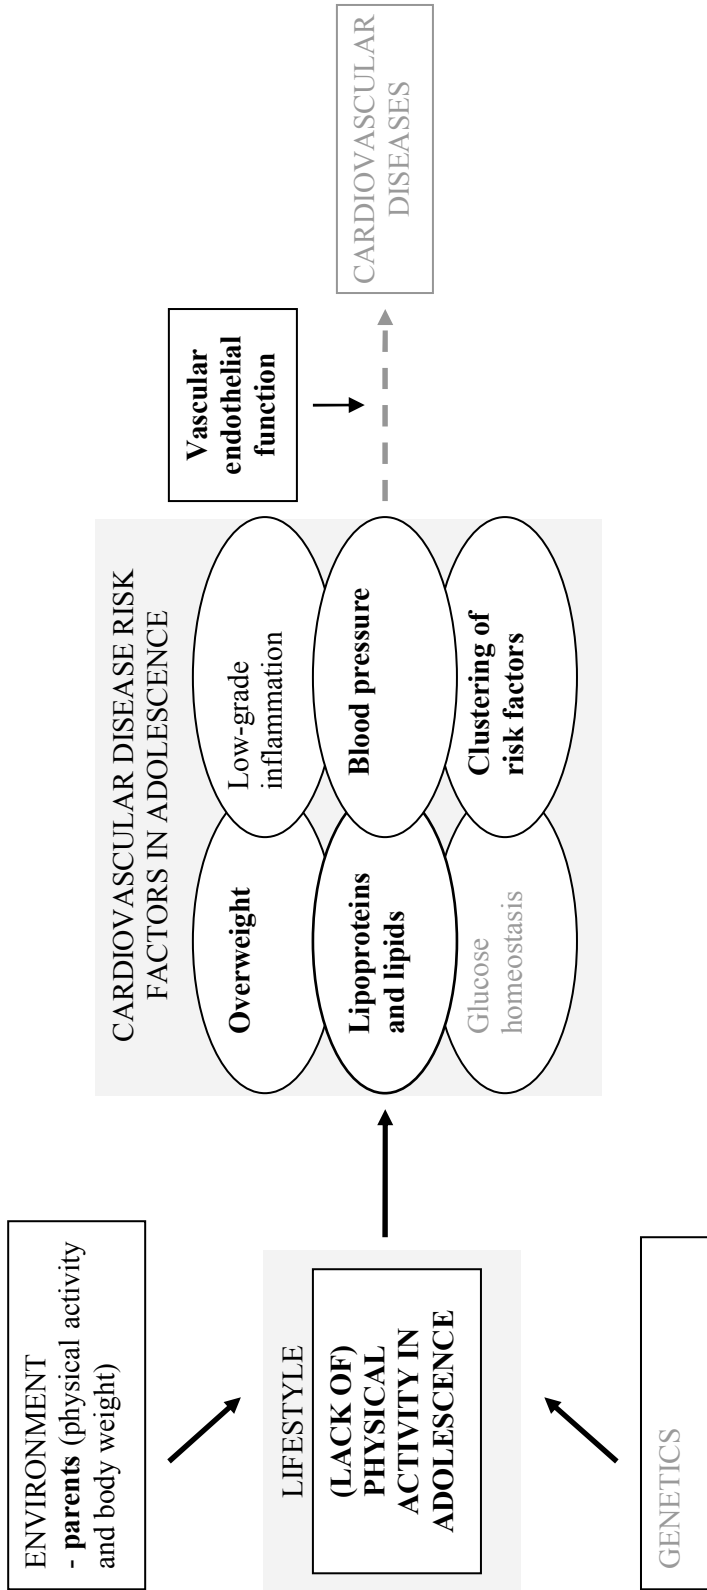 ENVIRONMENT
- parents (physical activity
and body weight)
LIFESTYLE
(LACK OF)
PHYSICAL
ACTIVITY IN
ADOLESCENCE
GENETICS
CARDIOVASCULAR DISEASE RISK
FACTORS IN ADOLESCENCE
Overweight
Low-grade
inflammation
Lipoproteins
and lipids
Blood pressure
Glucose
homeostasis
Clustering of
risk factors
Vascular
endothelial
function
CARDIOVASCULAR
DISEASES